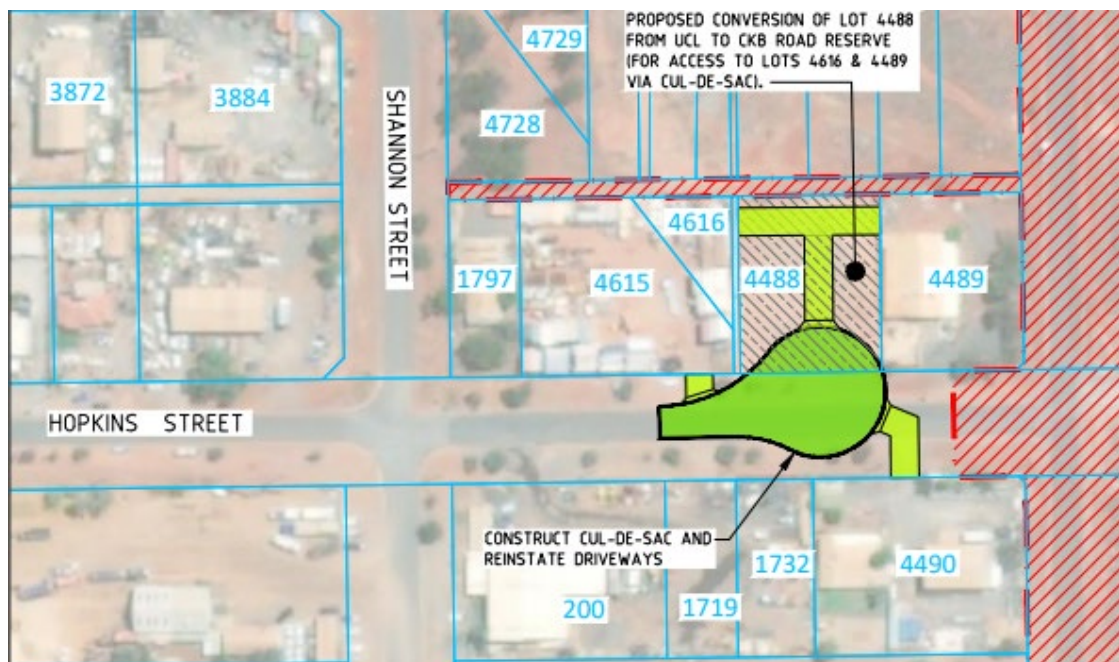 PROPOSED CONVERSION OF LOT 4488
FROM UCL TO CKB ROAD RESERVE
(FOR ACCESS TO LOTS 4616 & 4489
VIA CUL-DE-SAC).
4729
3872
3884
4728
SHANNON STREET
4616
1797
4615
4488
4489
HOPKINS STREET
CONSTRUCT CUL-DE-SAC AND
REINSTATE DRIVEWAYS
1732
4490
200
1719